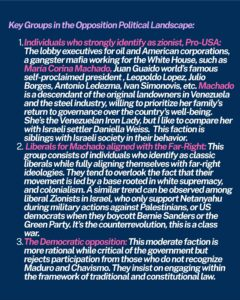 Key Groups in the Opposition Political Landscape:
1. Individuals who strongly identify as zionist, Pro-USA:
The lobby executives for oil and American corporations,
a gangster mafia working for the White House, such as
María Corina Machado, Juan Guaido world's famous
self-proclaimed president , Leopoldo Lopez, Julio
Borges, Antonio Ledezma, Ivan Simonovis, etc. Machado
is a descendant of the original landowners in Venezuela
and the steel industry, willing to prioritize her family's
return to governance over the country's well-being.
She's the Venezuelan Iron Lady, but I like to compare her
with Israeli settler Daniella Weiss. This faction is
siblings with Israeli society in their behavior.
2. Liberals for Machado aligned with the Far-Right: This
group consists of individuals who identify as classic
liberals while fully aligning themselves with far-right
ideologies. They tend to overlook the fact that their
movement is led by a base rooted in white supremacy,
and colonialism. A similar trend can be observed among
liberal Zionists in Israel, who only support Netanyahu
during military actions against Palestinians, or US
democrats when they boycott Bernie Sanders or the
Green Party. It's the counterrevolution, this is a class
war.
3. The Democratic opposition: This moderate faction is
more rational while critical of the government but
rejects participation from those who do not recognize
Maduro and Chavismo. They insist on engaging within
the framework of traditional and constitutional law.